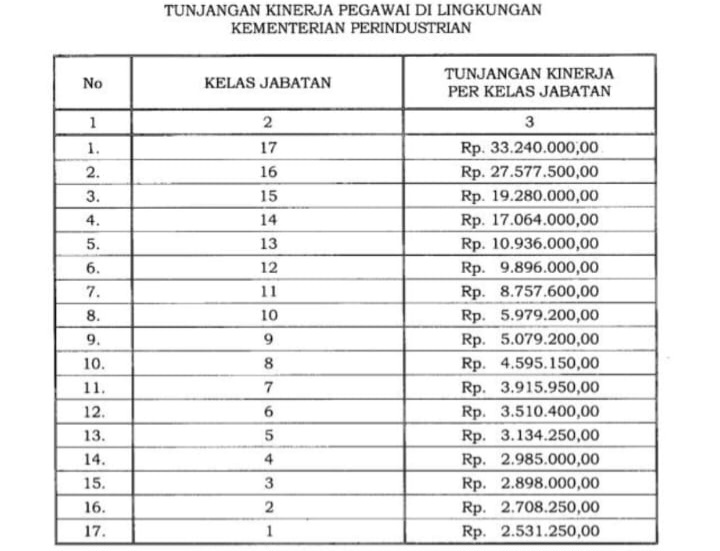 TUNJANGAN KINERJA PEGAWAI DI LINGKUNGAN
KEMENTERIAN PERINDUSTRIAN
No KELAS JABATAN TUNJANGAN KINERJA PER KELAS JABATAN
1 2 3
1. 17 Rp. 33.240.000,00
2. 16 Rp. 27.577.500,00
3. 15 Rp. 19.280.000,00
4. 14 Rp. 17.064.000,00
5. 13 Rp. 10.936.000,00
6. 12 Rp. 9.896.000,00
7. 11 Rp. 8.757.600,00
8. 10 Rp. 5.979.200,00
9. 9 Rp. 5.079.200,00
10. 8 Rp. 4.595.150,00
11. 7 Rp. 3.915.950,00
12. 6 Rp. 3.510.400,00
13. 5 Rp. 3.134.250,00
14. 4 Rp. 2.985.000,00
15. 3 Rp. 2.898.000,00
16. 2 Rp. 2.708.250,00
17. 1 Rp. 2.531.250,00